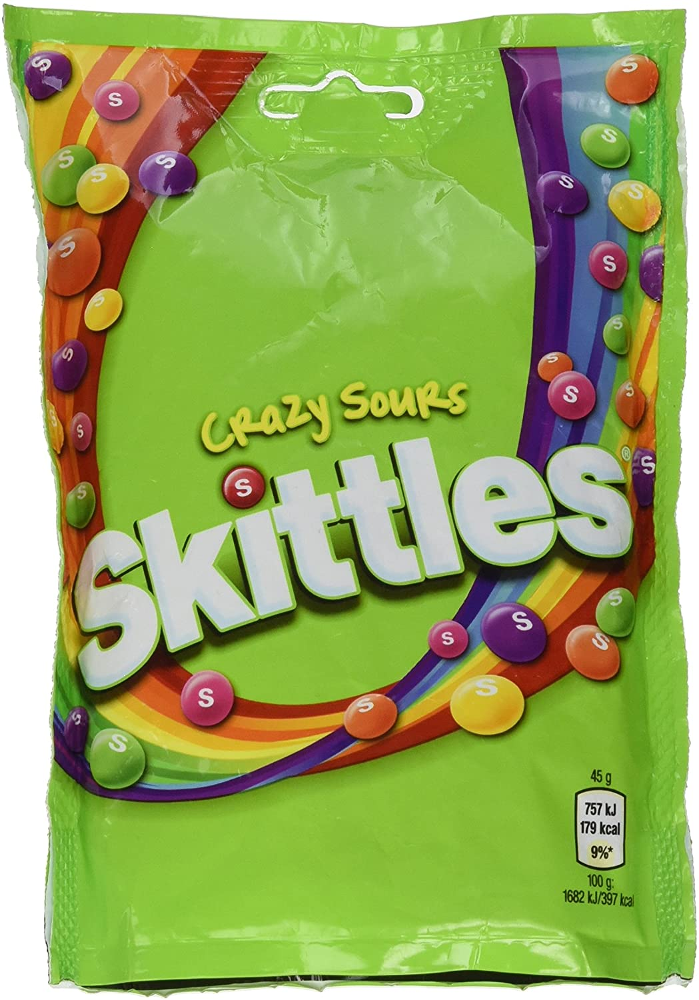 Crazy Sours
Skittles®
45 g
757 kJ
179 kcal
9%*
100 g:
1682 kJ/397 kcal